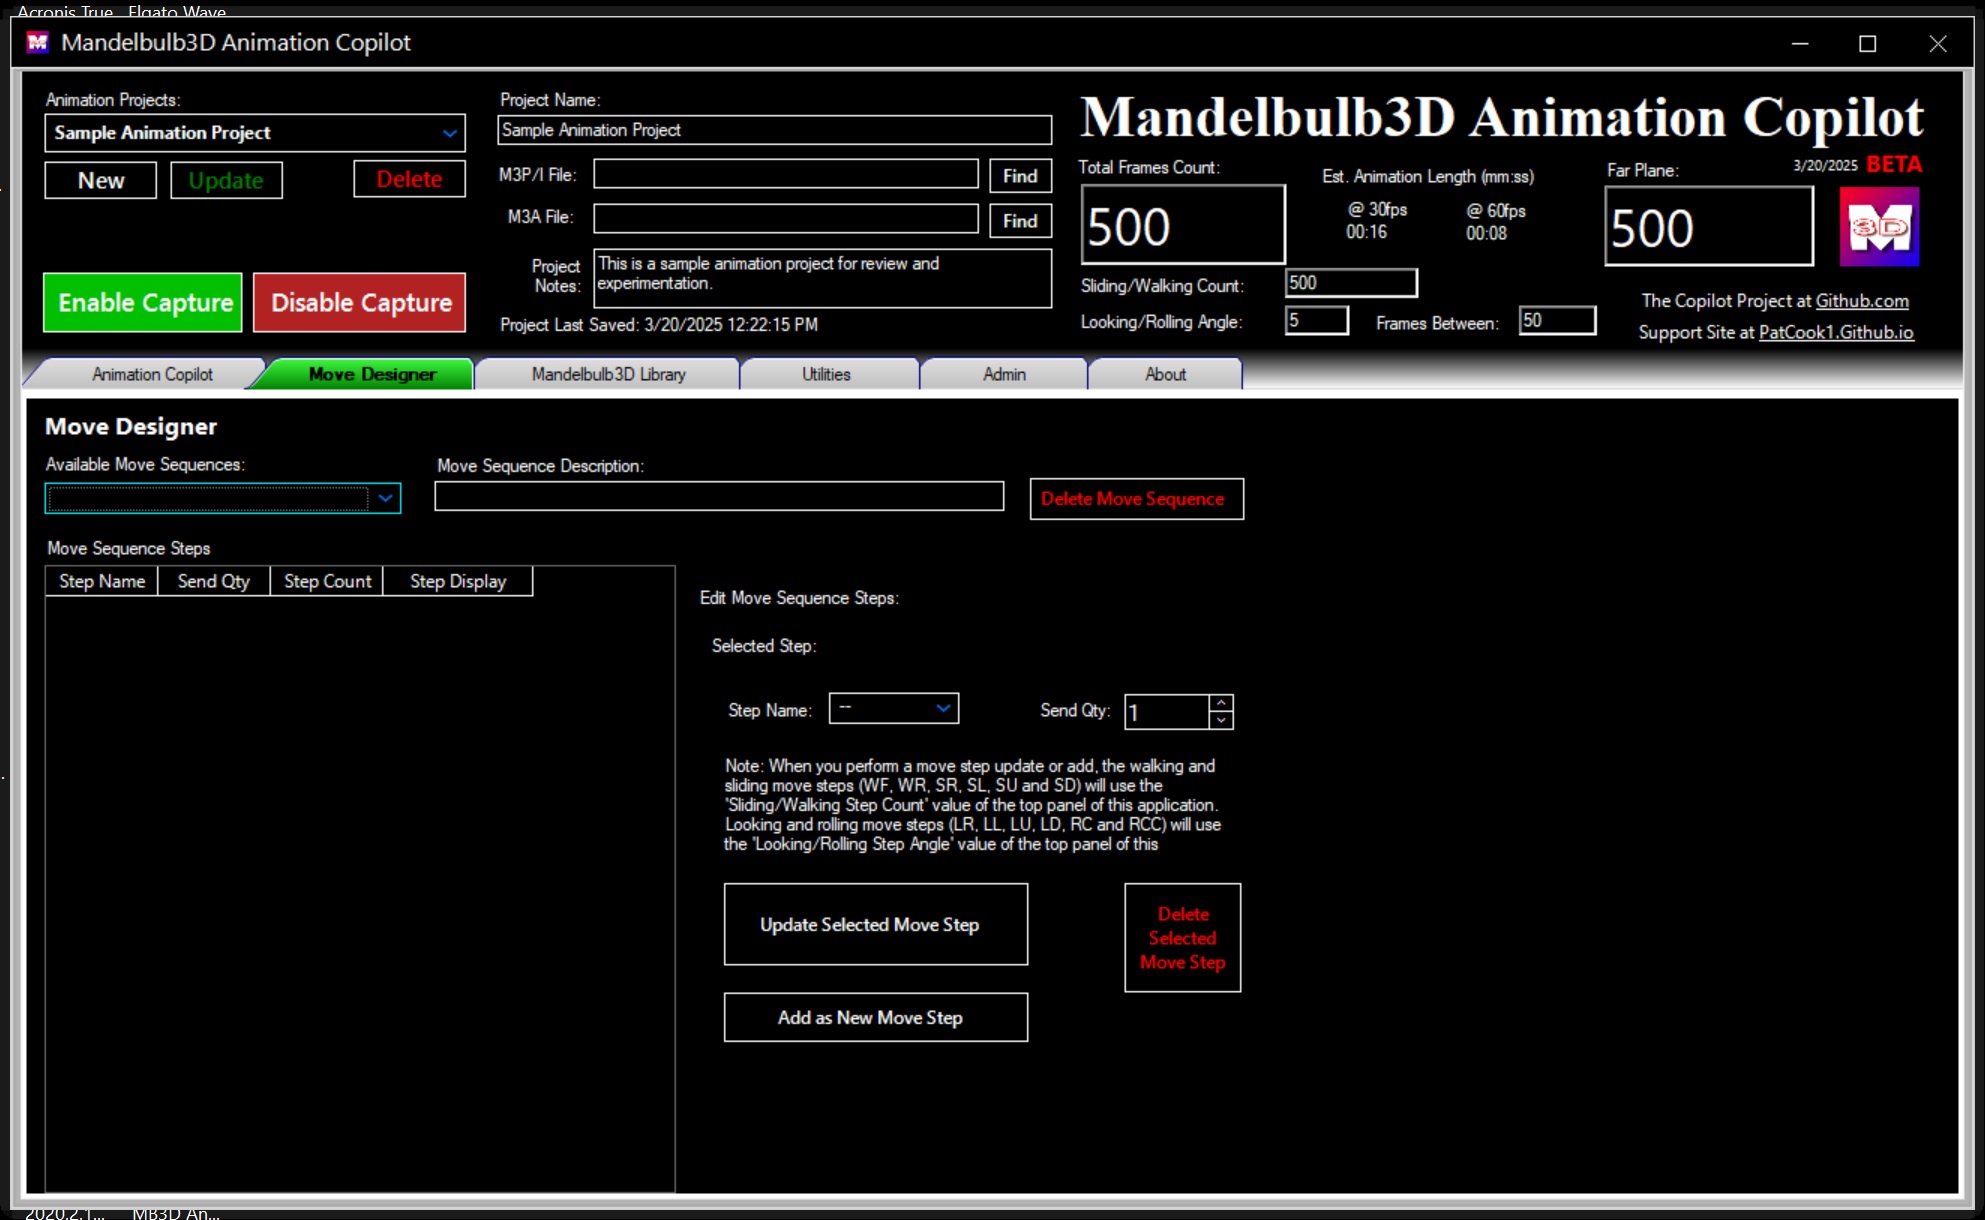 Acronis True... Elgato Wave
Mandelbulb3D Animation Copilot
Animation Projects:
Sample Animation Project
New
Update
Delete
Enable Capture
Disable Capture
Project Name:
Sample Animation Project
M3P/I File:
Find
M3A File:
Find
Project Notes:
This is a sample animation project for review and
experimentation.
Project Last Saved: 3/20/2025 12:22:15 PM
Mandelbulb3D Animation Copilot
Total Frames Count:
500
Est. Animation Length (mm:ss)
@ 30fps
00:16
@ 60fps
00:08
Far Plane:
500
3/20/2025 BETA
M 3D
Sliding/Walking Count:
500
Looking/Rolling Angle:
5
Frames Between:
50
The Copilot Project at Github.com
Support Site at PatCook1.Github.io
Animation Copilot
Move Designer
Mandelbulb3D Library
Utilities
Admin
About
Move Designer
Available Move Sequences:
Move Sequence Description:
Delete Move Sequence
Move Sequence Steps
Step Name
Send Qty
Step Count
Step Display
Edit Move Sequence Steps:
Selected Step:
Step Name:
--
Send Qty:
1
Note: When you perform a move step update or add, the walking and
sliding move steps (WF, WR, SR, SL, SU and SD) will use the
'Sliding/Walking Step Count' value of the top panel of this application.
Looking and rolling move steps (LR, LL, LU, LD, RC and RCC) will use
the 'Looking/Rolling Step Angle' value of the top panel of this
Update Selected Move Step
Delete
Selected
Move Step
Add as New Move Step
2020.2.1... MB3D An...